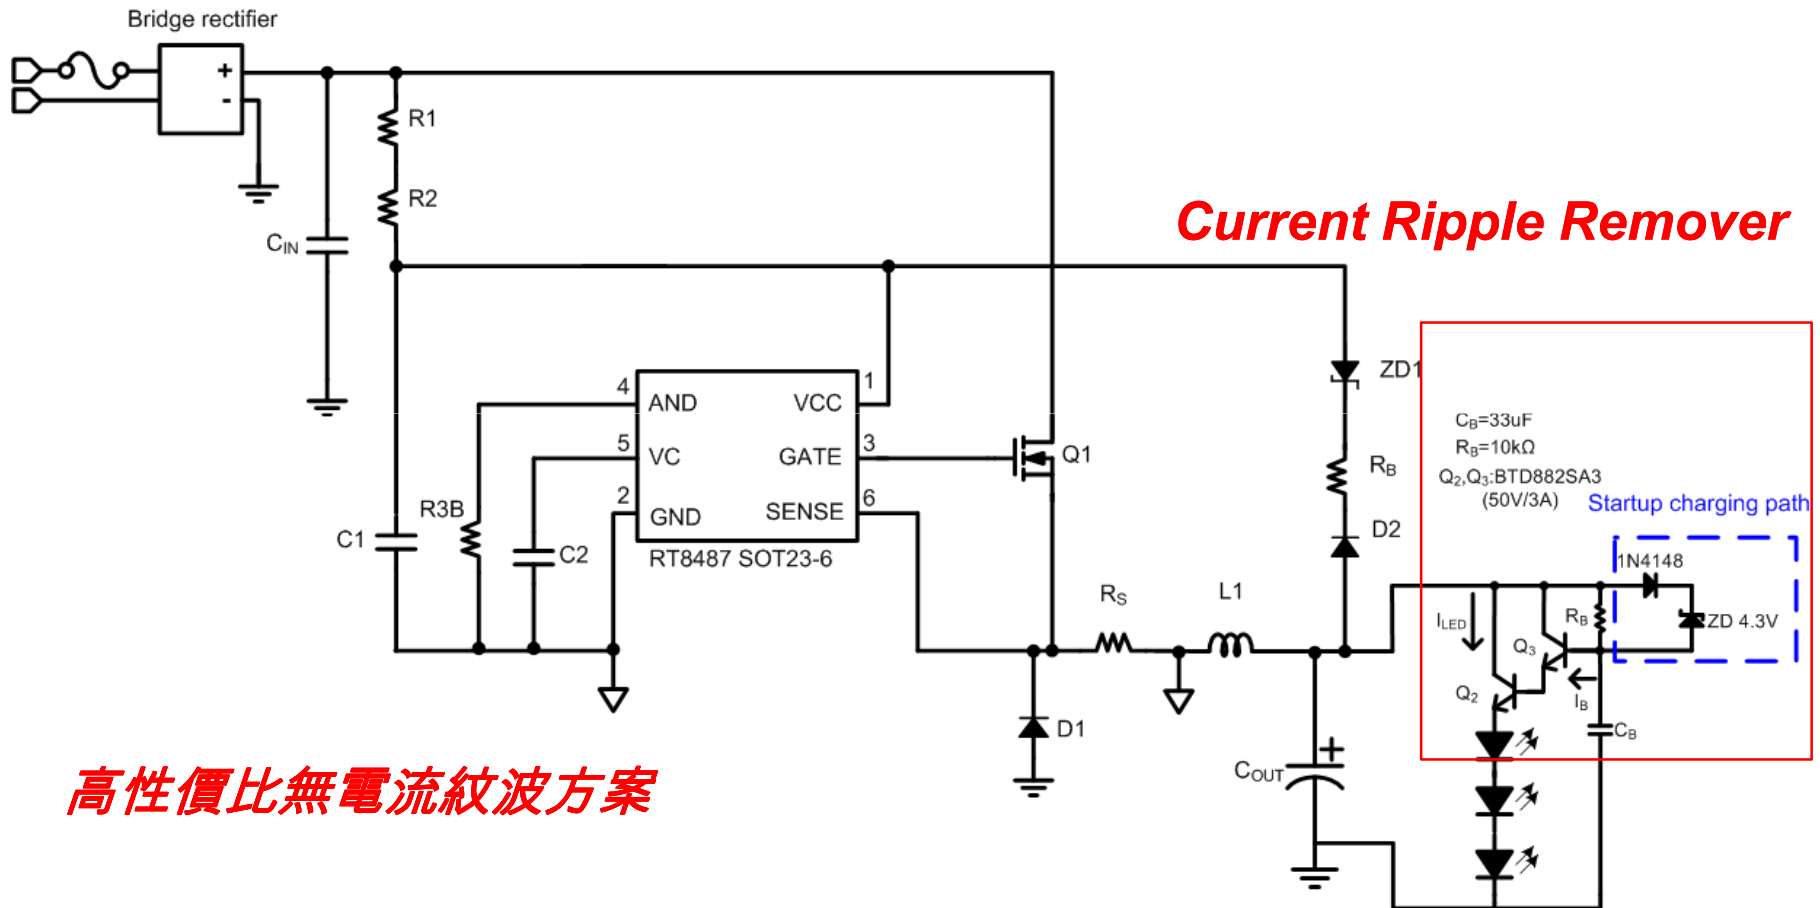 Bridge rectifier
+
-
R1
R2
CIN
Current Ripple Remover
ZD1
4
AND
VCC
1
5
VC
GATE
3
2
GND
SENSE
6
RT8487 SOT23-6
Q1
R3B
C1
C2
RB
D2
RS
L1
D1
+
COUT
CB=33uF
RB=10kΩ
Q2,Q3:BTD882SA3
(50V/3A)
Startup charging path
1N4148
ILED
RB
ZD 4.3V
Q3
Q2
IB
CB
高性價比無電流紋波方案